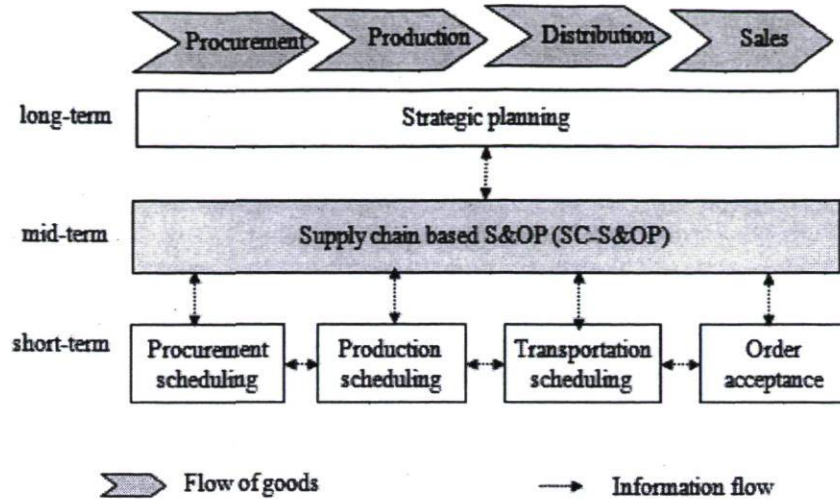 Procurement
Production
Distribution
Sales
long-term
Strategic planning
mid-term
Supply chain based S&OP (SC-S&OP)
short-term
Procurement
scheduling
Production
scheduling
Transportation
scheduling
Order
acceptance
Flow of goods
Information flow